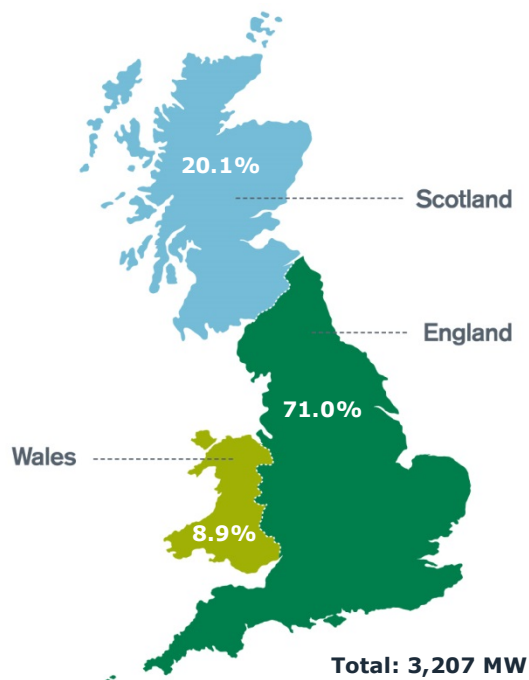 20.1%
Scotland
England
71.0%
Wales
8.9%
Total: 3,207 MW